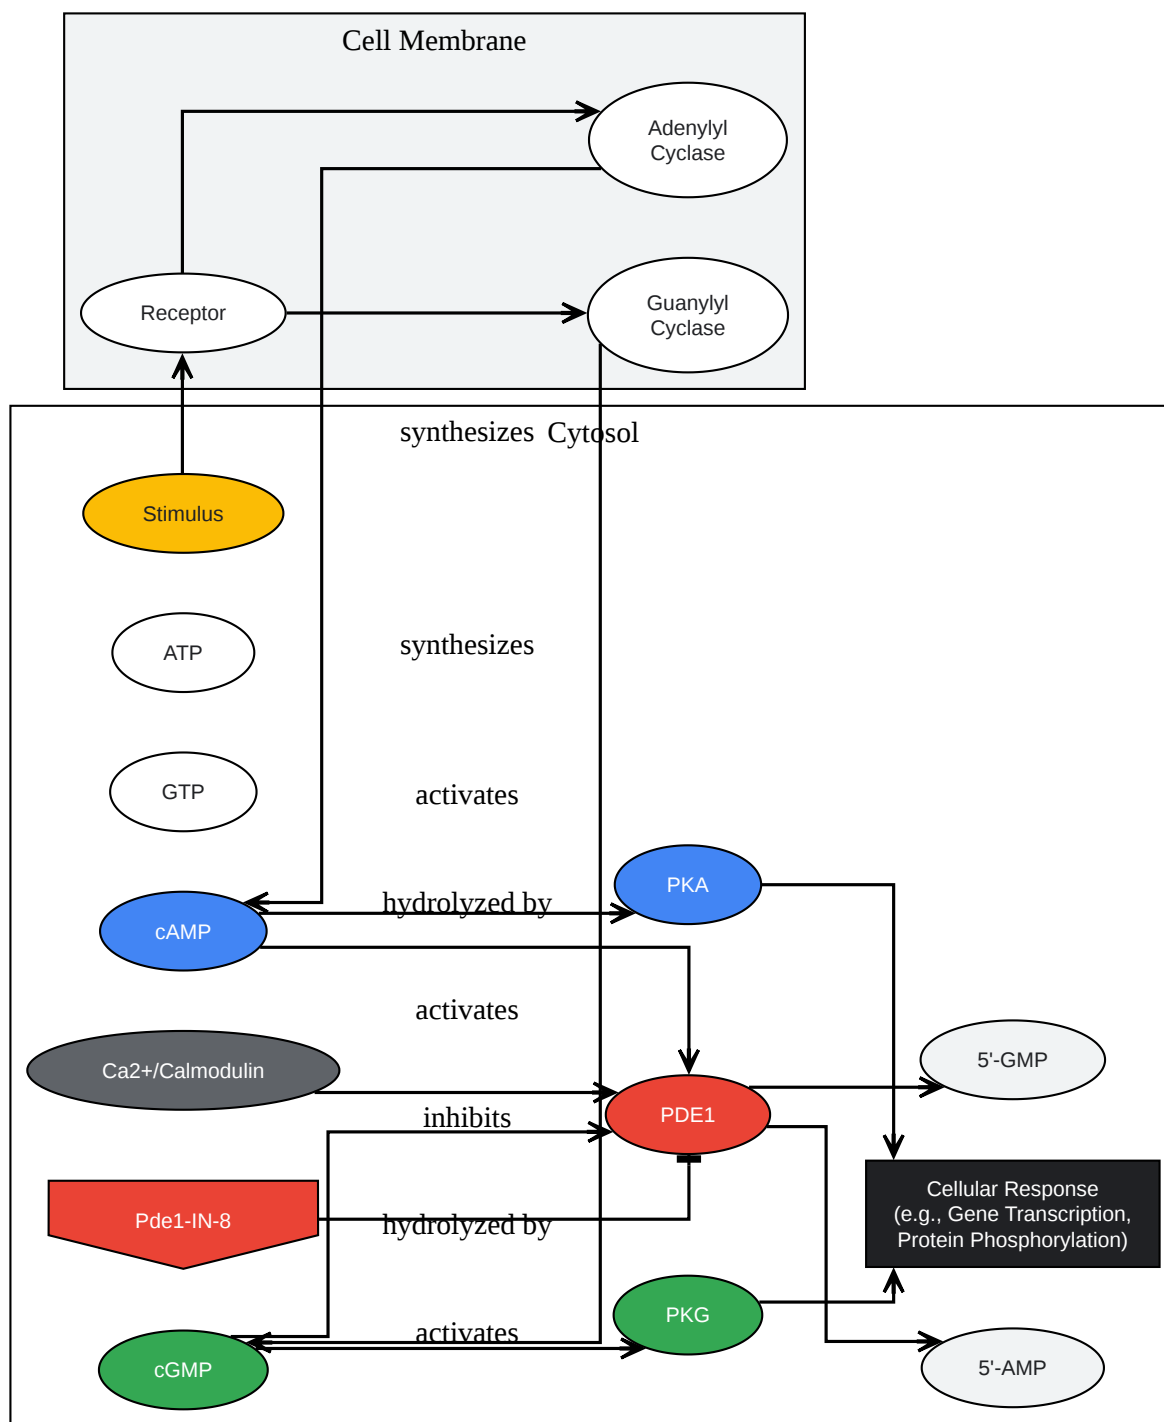 Cell Membrane
Adenylyl
Cyclase
Receptor
Guanylyl
Cyclase
synthesizes
Cytosol
Stimulus
ATP
synthesizes
GTP
activates
PKA
hydrolyzed by
cAMP
activates
5'-GMP
Ca2+/Calmodulin
PDE1
inhibits
Cellular Response
(e.g., Gene Transcription,
Protein Phosphorylation)
Pde1-IN-8
hydrolyzed by
PKG
activates
cGMP
5'-AMP